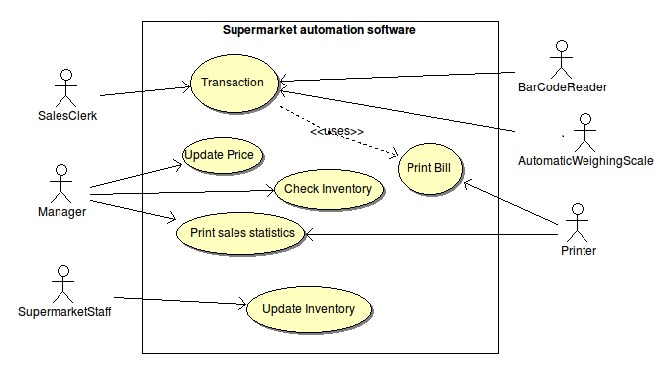 Supermarket automation software
Transaction
BarCodeReader
SalesClerk
<<uses>>
Update Price
AutomaticWeighingScale
Print Bill
Check Inventory
Manager
Print sales statistics
Printer
SupermarketStaff
Update Inventory